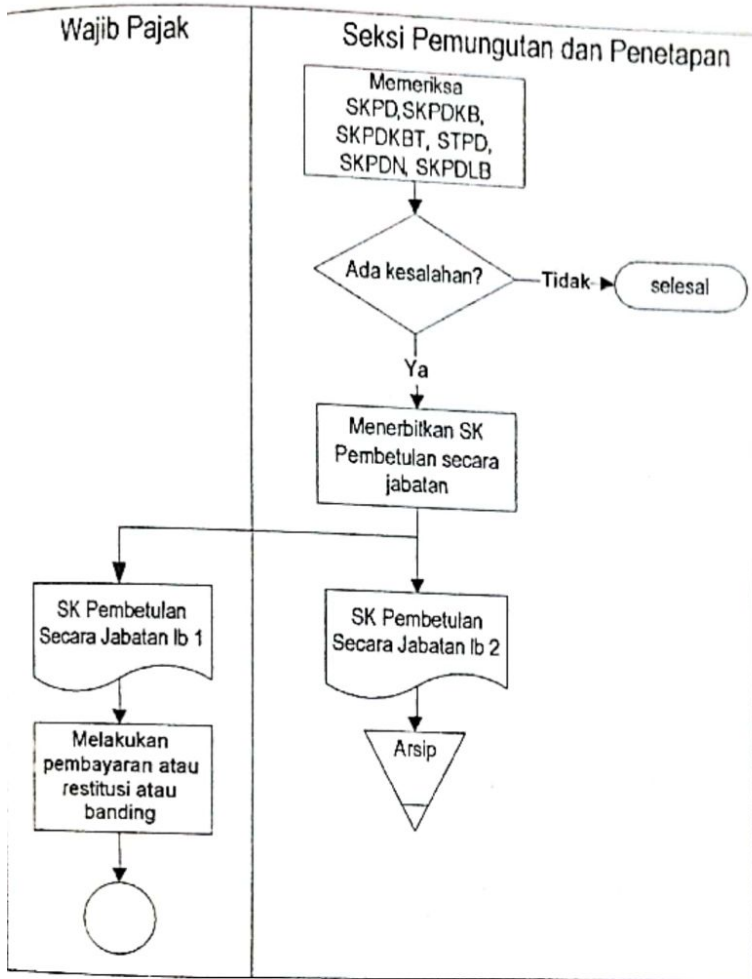 Wajib Pajak
Seksi Pemungutan dan Penetapan
Memeriksa
SKPD,SKPDKB,
SKPDKBT, STPD,
SKPDN, SKPDLB
Ada kesalahan?
Tidak
selesai
Ya
Menerbitkan SK
Pembetulan secara
jabatan
SK Pembetulan
Secara Jabatan lb 1
SK Pembetulan
Secara Jabatan lb 2
Melakukan
pembayaran atau
restitusi atau
banding
Arsip